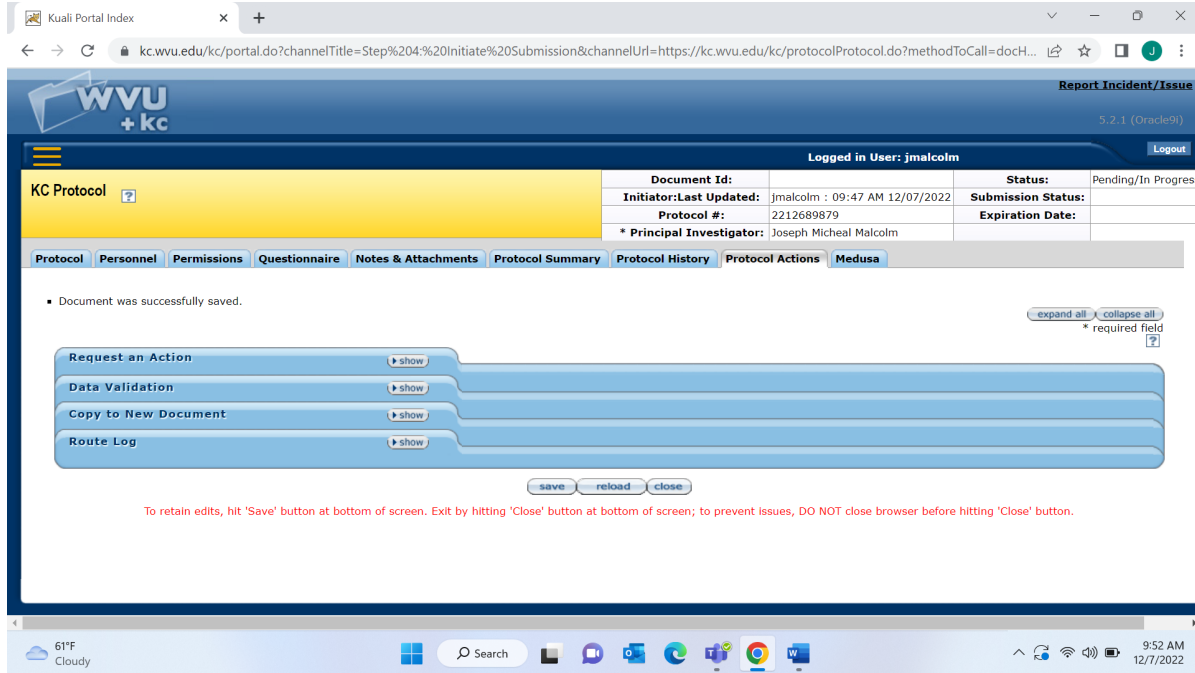 Kuali Portal Index
kc.wvu.edu/kc/portal.do?channelTitle=Step%204:%20Initiate%20Submission&channelUrl=https://kc.wvu.edu/kc/protocolProtocol.do?methodToCall=docH...
J
Report Incident/Issue
WVU
+ kc
5.2.1 (Oracle9i)
Logged in User: jmalcolm
Logout
KC Protocol ?
Document Id: Status: Pending/In Progres
Initiator:Last Updated: jmalcolm : 09:47 AM 12/07/2022 Submission Status:
Protocol #: 2212689879 Expiration Date:
* Principal Investigator: Joseph Micheal Malcolm
Protocol Personnel Permissions Questionnaire Notes & Attachments Protocol Summary Protocol History Protocol Actions Medusa
Document was successfully saved.
expand all collapse all
* required field
?
Request an Action show
Data Validation show
Copy to New Document show
Route Log show
save reload close
To retain edits, hit 'Save' button at bottom of screen. Exit by hitting 'Close' button at bottom of screen; to prevent issues, DO NOT close browser before hitting 'Close' button.
61°F
Cloudy
Search
9:52 AM
12/7/2022